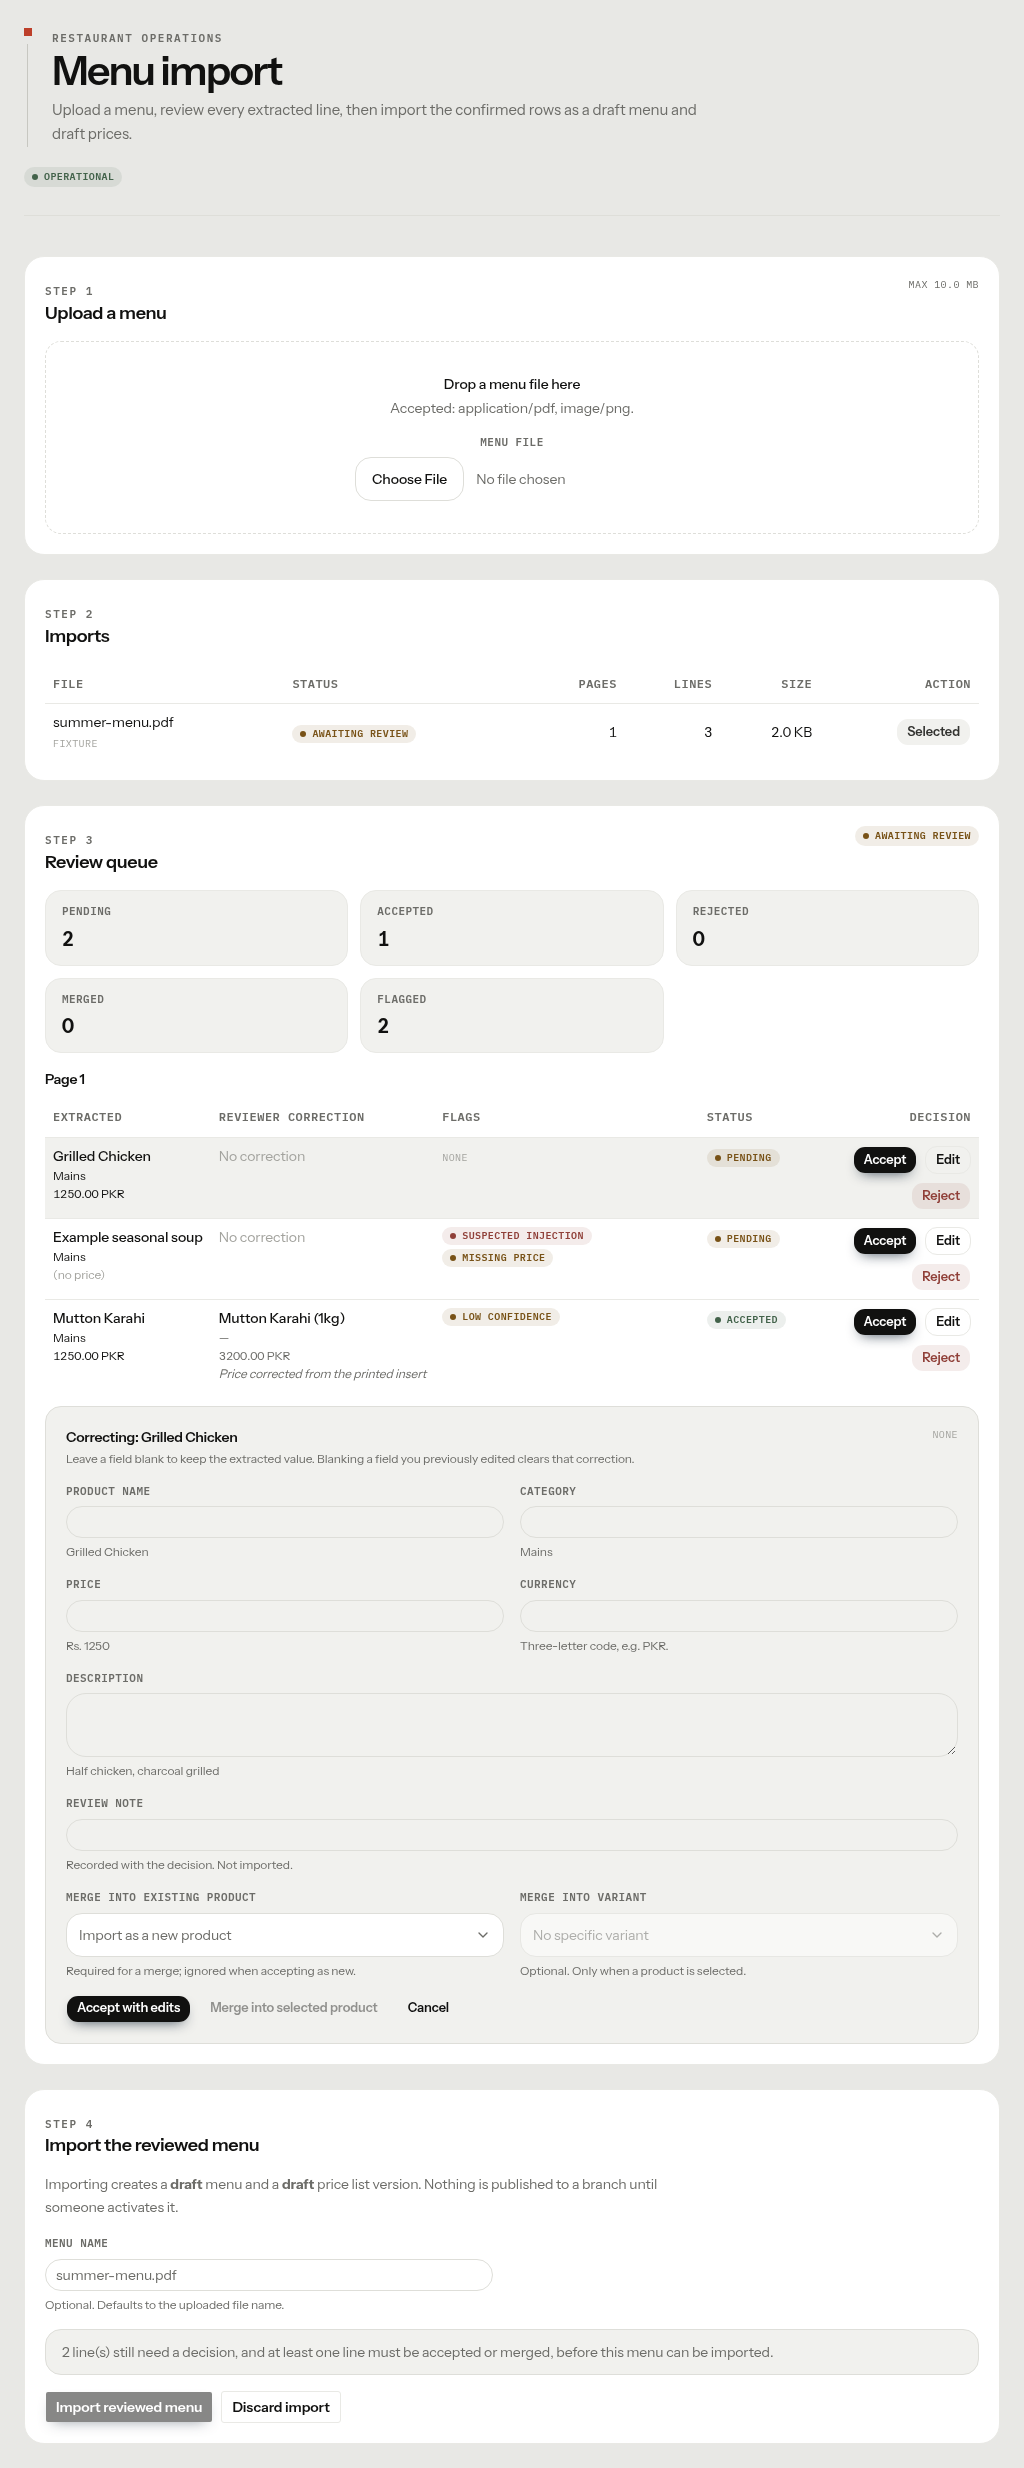 RESTAURANT OPERATIONS
Menu import
Upload a menu, review every extracted line, then import the confirmed rows as a draft menu and
draft prices.
OPERATIONAL
STEP 1
MAX 10.0 MB
Upload a menu
Drop a menu file here
Accepted: application/pdf, image/png.
MENU FILE
Choose File No file chosen
STEP 2
Imports
FILE STATUS PAGES LINES SIZE ACTION
summer-menu.pdf
FIXTURE
AWAITING REVIEW 1 3 2.0 KB Selected
STEP 3
AWAITING REVIEW
Review queue
PENDING ACCEPTED REJECTED
2 1 0
MERGED FLAGGED
0 2
Page 1
EXTRACTED REVIEWER CORRECTION FLAGS STATUS DECISION
Grilled Chicken No correction NONE PENDING Accept Edit
Mains
1250.00 PKR Reject
Example seasonal soup No correction SUSPECTED INJECTION PENDING Accept Edit
Mains MISSING PRICE
(no price) Reject
Mutton Karahi Mutton Karahi (1kg) LOW CONFIDENCE ACCEPTED Accept Edit
Mains —
1250.00 PKR 3200.00 PKR Reject
Price corrected from the printed insert
Correcting: Grilled Chicken NONE
Leave a field blank to keep the extracted value. Blanking a field you previously edited clears that correction.
PRODUCT NAME CATEGORY
Grilled Chicken Mains
PRICE CURRENCY
Rs. 1250 Three-letter code, e.g. PKR.
DESCRIPTION
Half chicken, charcoal grilled
REVIEW NOTE
Recorded with the decision. Not imported.
MERGE INTO EXISTING PRODUCT MERGE INTO VARIANT
Import as a new product No specific variant
Required for a merge; ignored when accepting as new. Optional. Only when a product is selected.
Accept with edits Merge into selected product Cancel
STEP 4
Import the reviewed menu
Importing creates a draft menu and a draft price list version. Nothing is published to a branch until
someone activates it.
MENU NAME
summer-menu.pdf
Optional. Defaults to the uploaded file name.
2 line(s) still need a decision, and at least one line must be accepted or merged, before this menu can be imported.
Import reviewed menu Discard import